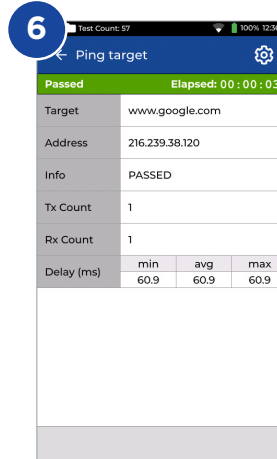 6
Test Count: 57 100% 12:36
Ping target
Passed Elapsed: 00:00:03
Target www.google.com
Address 216.239.38.120
Info PASSED
Tx Count 1
Rx Count 1
Delay (ms) min avg max
60.9 60.9 60.9